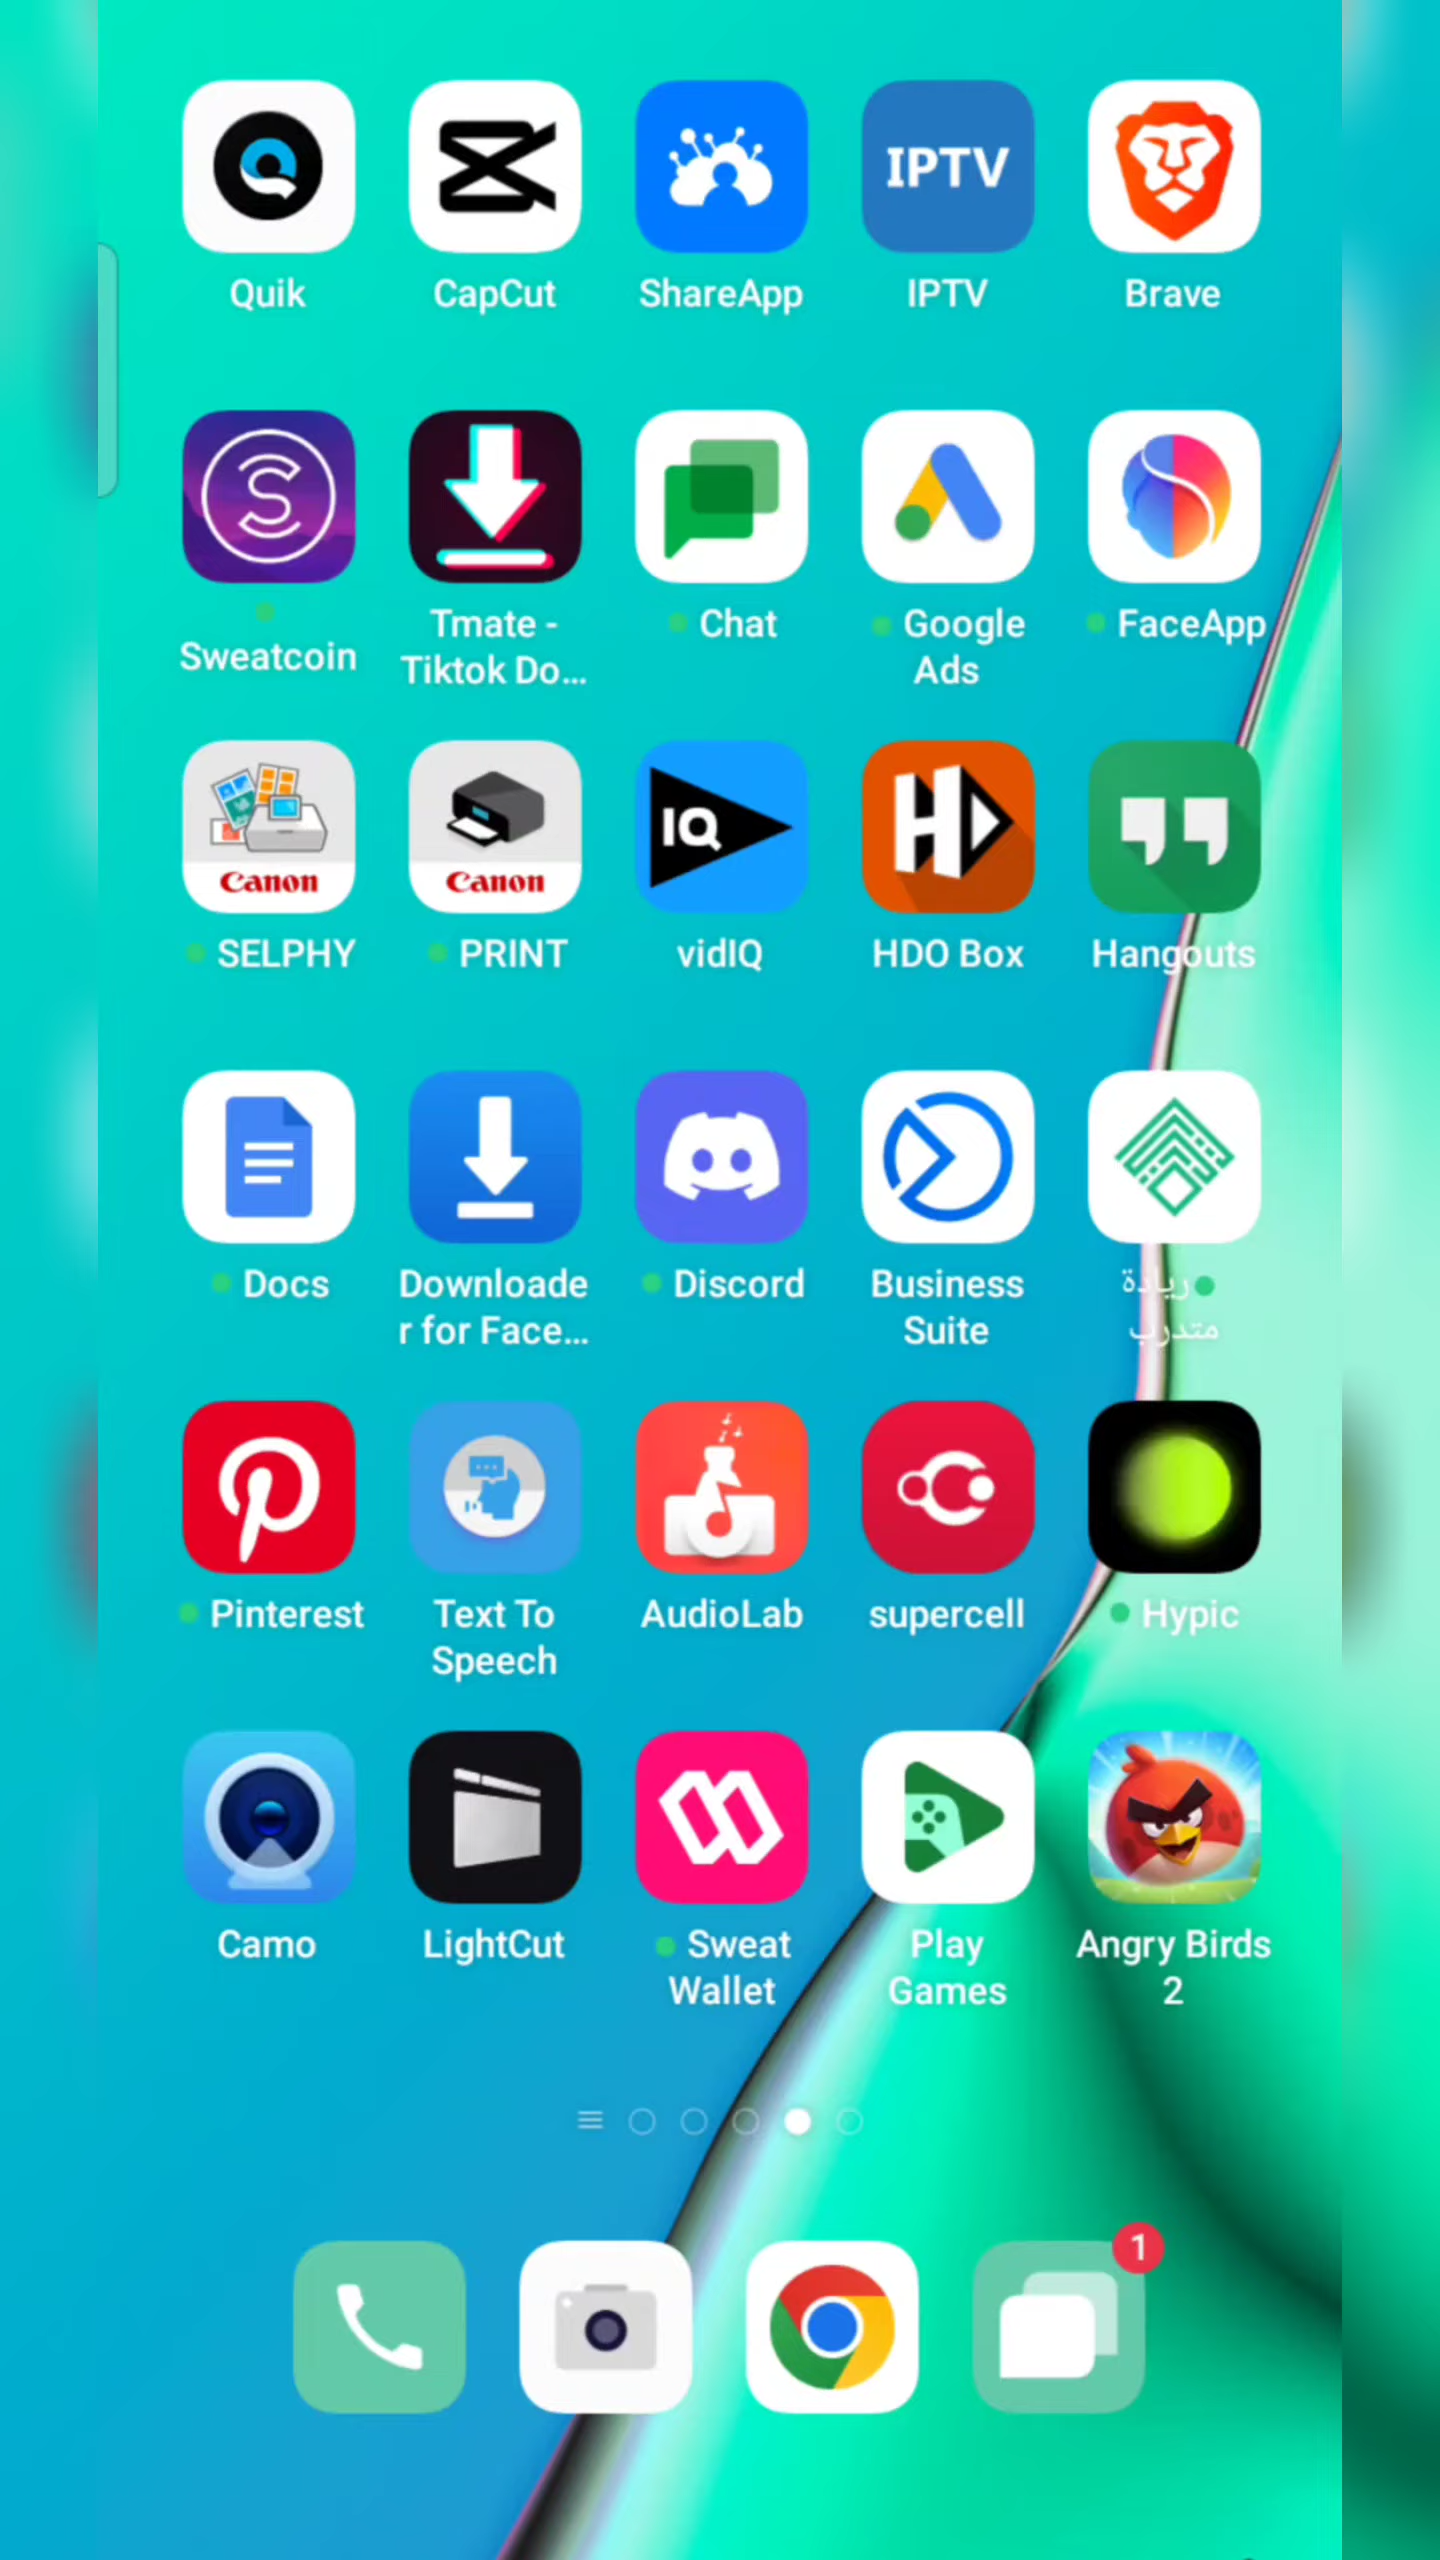 IPTV
Quik
CapCut
ShareApp
IPTV
Brave
Sweatcoin
Tmate -
Tiktok Do...
Chat
Google
Ads
FaceApp
Canon
Canon
IQ
HD
SELPHY
PRINT
vidIQ
HDO Box
Hangouts
Docs
Downloade
r for Face...
Discord
Business
Suite
ريادة
متدرب
Pinterest
Text To
Speech
AudioLab
supercell
Hypic
Camo
LightCut
Sweat
Wallet
Play
Games
Angry Birds
2
1